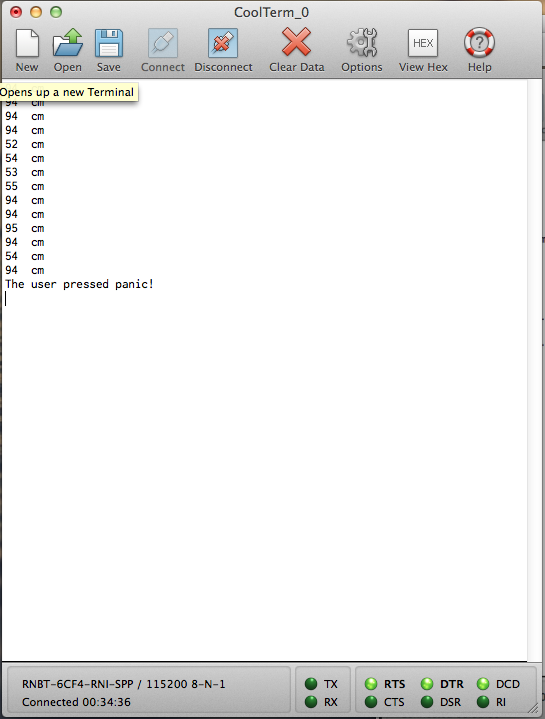 CoolTerm_0
New Open Save Connect Disconnect Clear Data Options View Hex Help
HEX
Opens up a new Terminal
94 cm
94 cm
94 cm
52 cm
54 cm
53 cm
55 cm
94 cm
94 cm
95 cm
94 cm
54 cm
94 cm
The user pressed panic!
RNBT-6CF4-RNI-SPP / 115200 8-N-1
Connected 00:34:36
TX RTS DTR DCD
RX CTS DSR RI